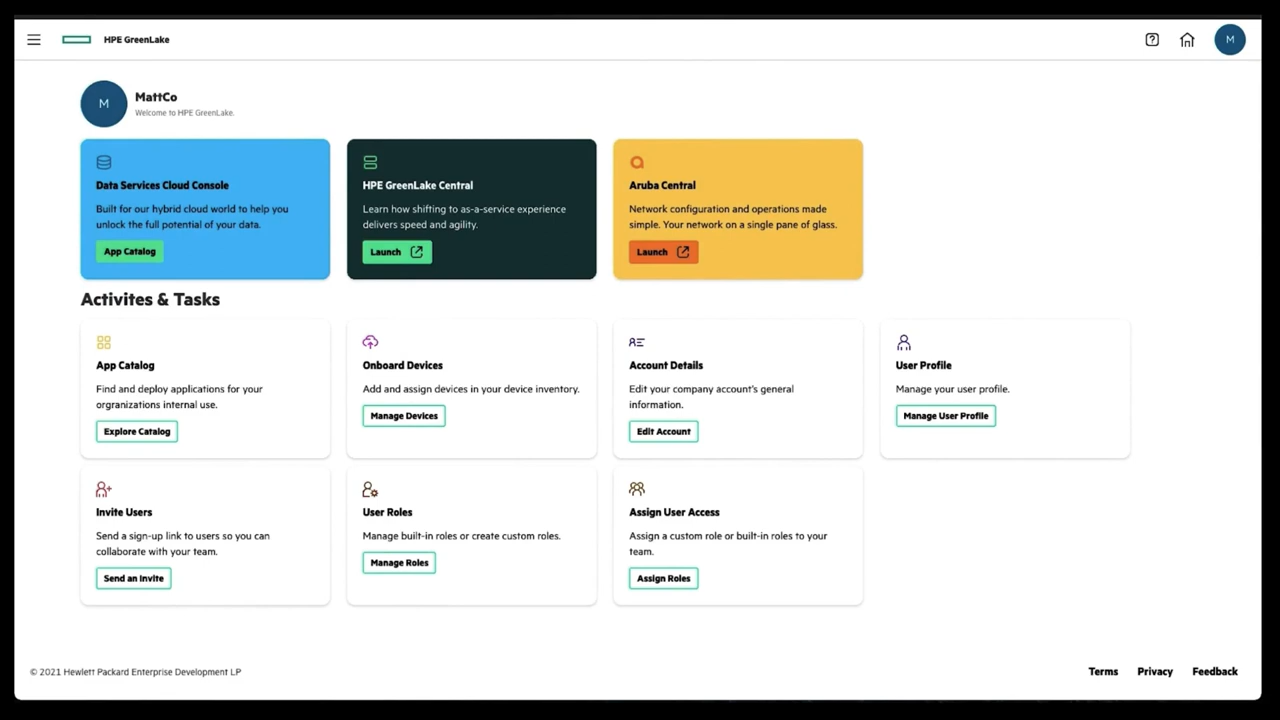 HPE GreenLake
M
M
MattCo
Welcome to HPE GreenLake.
Data Services Cloud Console
Built for our hybrid cloud world to help you
unlock the full potential of your data.
App Catalog
HPE GreenLake Central
Learn how shifting to as-a-service experience
delivers speed and agility.
Launch
Aruba Central
Network configuration and operations made
simple. Your network on a single pane of glass.
Launch
Activites & Tasks
App Catalog
Find and deploy applications for your
orgranizations internal use.
Explore Catalog
Onboard Devices
Add and assign devices in your device inventory.
Manage Devices
Account Details
Edit your company account's general
information.
Edit Account
User Profile
Manage your user profile.
Manage User Profile
Invite Users
Send a sign-up link to users so you can
collaborate with your team.
Send an Invite
User Roles
Manage built-in roles or create custom roles.
Manage Roles
Assign User Access
Assign a custom role or built-in roles to your
team.
Assign Roles
© 2021 Hewlett Packard Enterprise Development LP
Terms
Privacy
Feedback